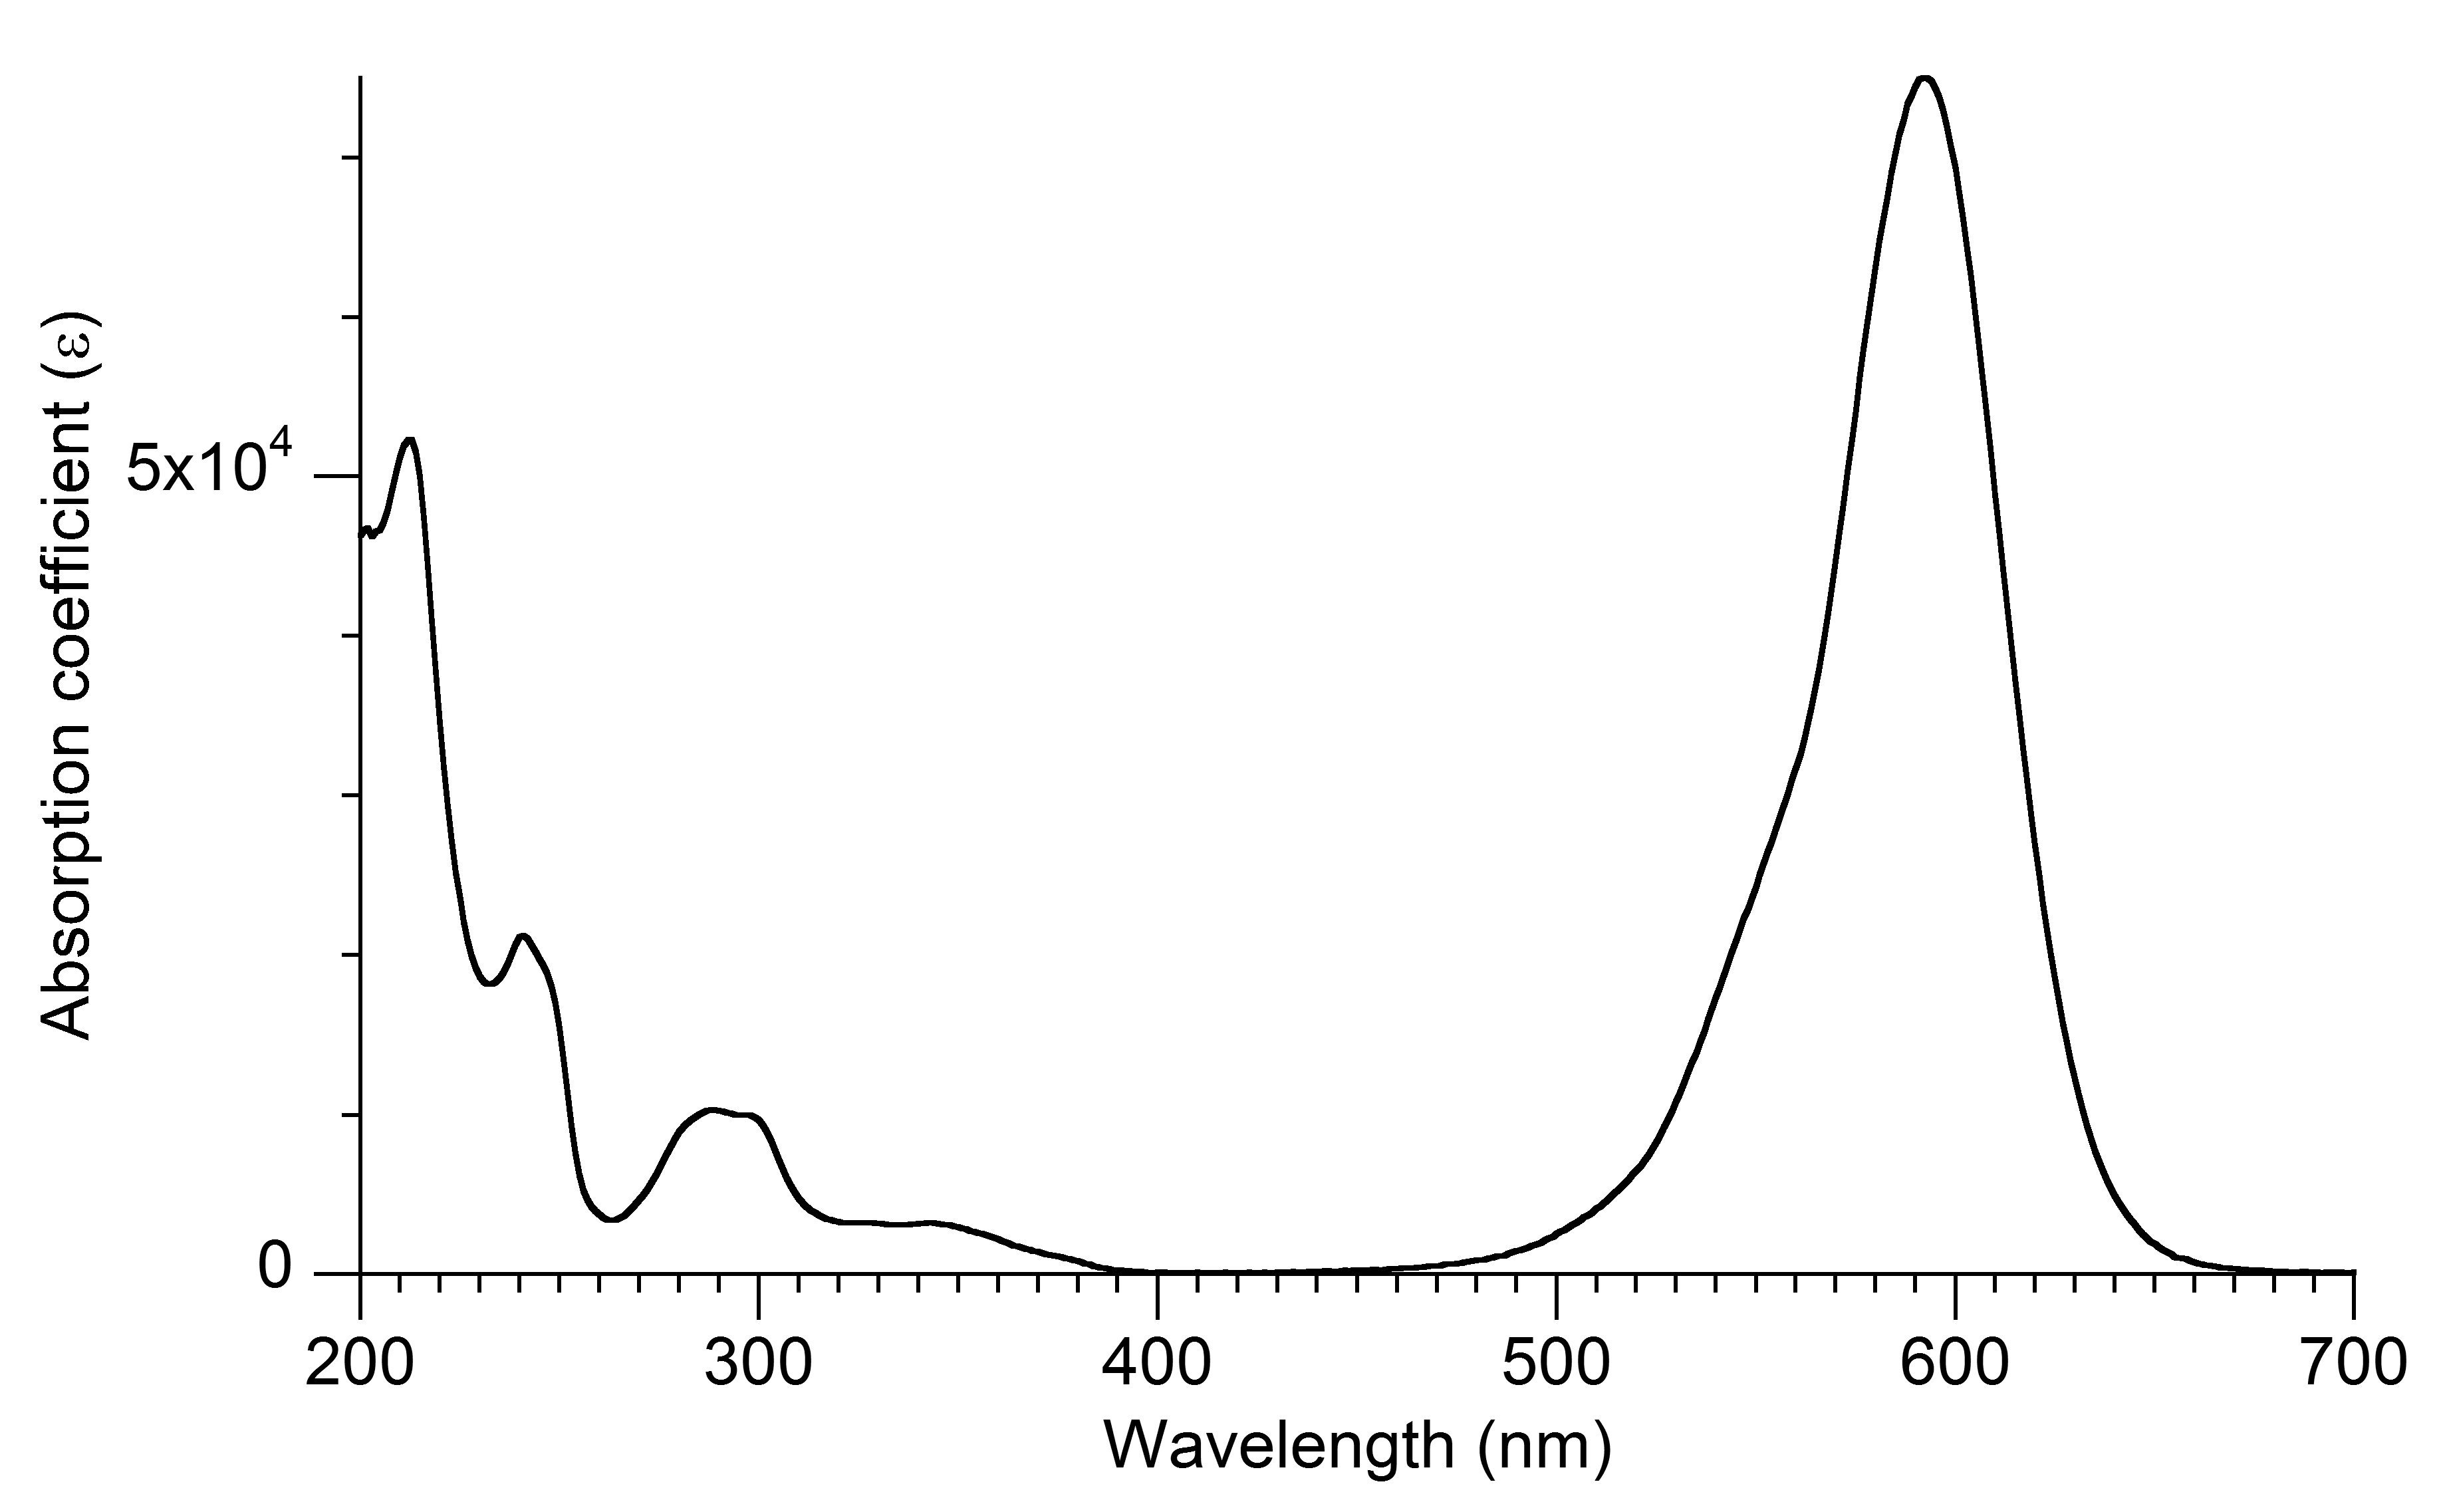 Absorption coefficient (ε)
5x10⁴
0
200 300 400 500 600 700
Wavelength (nm)